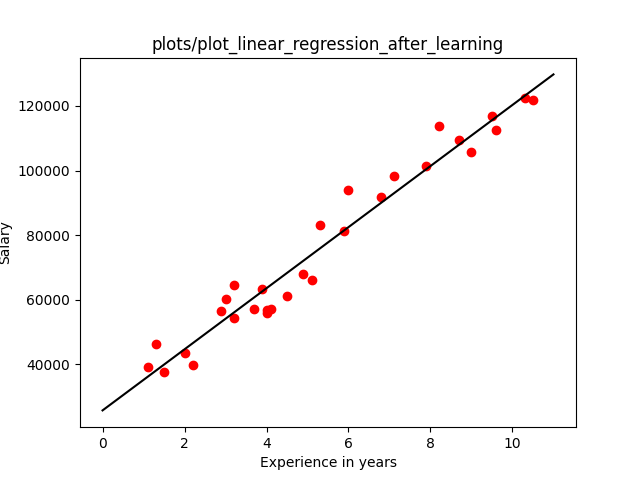 plots/plot_linear_regression_after_learning
120000
100000
80000
60000
40000
Salary
0 2 4 6 8 10
Experience in years